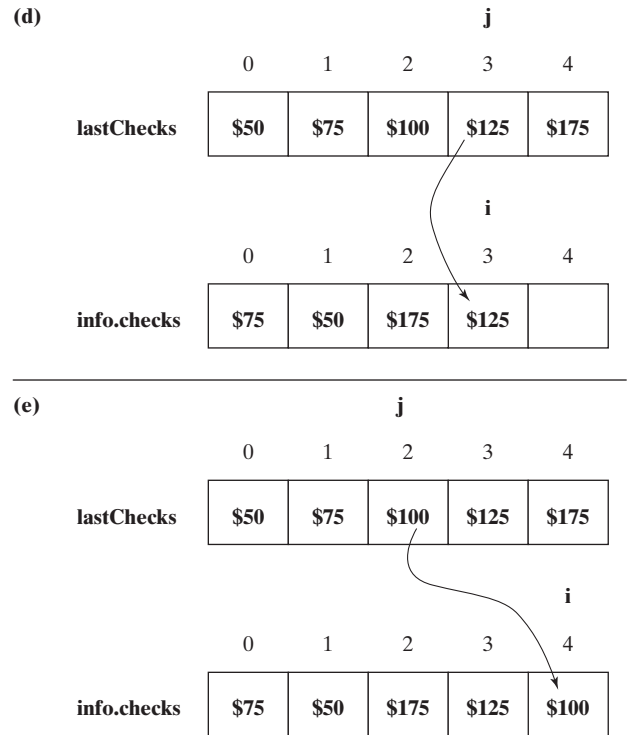 (d) j
0 1 2 3 4
lastChecks $50 $75 $100 $125 $175
i
0 1 2 3 4
info.checks $75 $50 $175 $125
(e) j
0 1 2 3 4
lastChecks $50 $75 $100 $125 $175
i
0 1 2 3 4
info.checks $75 $50 $175 $125 $100